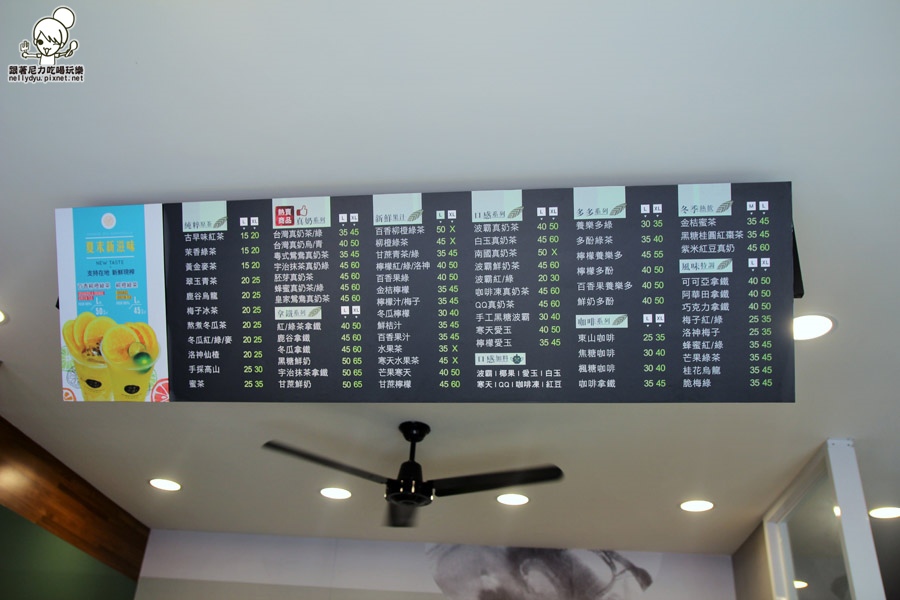 跟著尼力吃喝玩樂
nellydyu.pixnet.net
夏末新滋味
NEW TASTE
純粹原茶 L XL
古早味紅茶 15 20
茉香綠茶 15 20
黃金麥茶 15 20
翠玉青茶 20 25
鹿谷烏龍 20 25
梅子冰茶 20 25
熬煮冬瓜茶 20 25
冬瓜紅/綠/麥 20 25
洛神仙楂 20 25
手採高山 25 30
蜜茶 25 35
熱賣商品 真奶系列 L XL
台灣真奶茶/綠 35 45
台灣真奶烏/青 40 50
粵式鴛鴦真奶茶 35 45
宇治抹茶真奶綠 45 60
胚芽真奶茶 45 60
蜂蜜真奶茶/綠 45 60
皇家鴛鴦真奶茶 45 60
拿鐵系列 L XL
紅/綠茶拿鐵 40 50
鹿谷拿鐵 45 60
冬瓜拿鐵 45 60
黑糖鮮奶 50 65
宇治抹茶拿鐵 50 65
甘蔗鮮奶 50 65
新鮮果汁 L XL
百香柳橙綠茶 50 X
柳橙綠茶 45 X
甘蔗青茶/綠 35 45
檸檬紅/綠/洛神 40 50
百香果綠 40 50
金桔檸檬 35 45
檸檬汁/梅子 35 45
冬瓜檸檬 30 40
鮮桔汁 35 45
百香果汁 35 45
水果茶 35 X
寒天水果茶 45 X
芒果寒天 40 50
甘蔗檸檬 45 60
口感系列 L XL
波霸真奶茶 40 50
白玉真奶茶 45 60
南國真奶茶 50 X
波霸鮮奶茶 45 60
波霸紅/綠 20 30
咖啡凍真奶茶 45 60
QQ真奶茶 45 60
手工黑糖波霸 30 40
寒天愛玉 40 50
檸檬愛玉 35 45
口感加料
波霸|椰果|愛玉|白玉
寒天|QQ|咖啡凍|紅豆
多多系列 L XL
養樂多綠 30 35
多酚綠茶 35 40
檸檬養樂多 45 55
檸檬多酚 40 50
百香果養樂多 40 50
鮮奶多酚 40 50
咖啡系列 L XL
東山咖啡 25 35
焦糖咖啡 30 40
楓糖咖啡 30 40
咖啡拿鐵 35 45
冬季熱飲 M L
金桔蜜茶 35 45
黑糖桂圓紅棗茶 35 45
紫米紅豆真奶 45 60
風味特調 L XL
可可亞拿鐵 40 50
阿華田拿鐵 40 50
巧克力拿鐵 40 50
梅子紅/綠 25 35
洛神梅子 25 35
蜂蜜紅/綠 35 45
芒果綠茶 35 45
桂花烏龍 35 45
脆梅綠 35 45